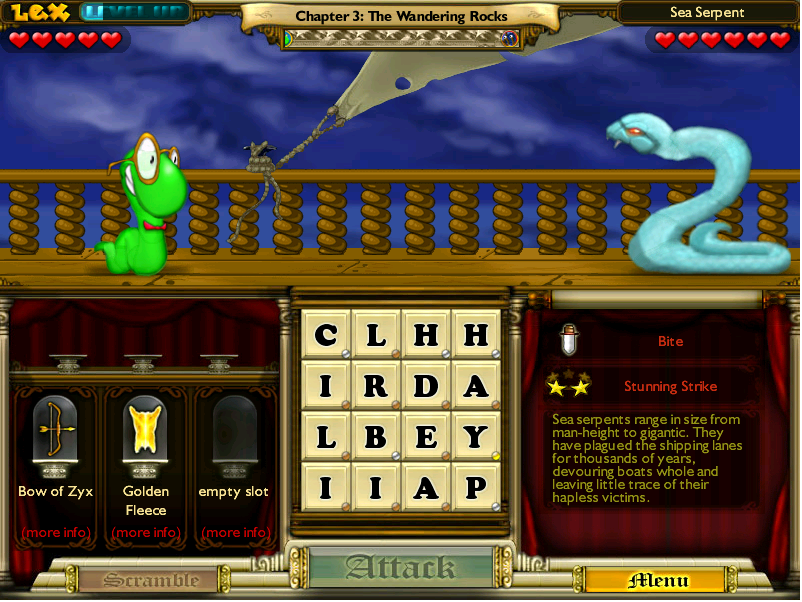 LEX LEVEL UP
Chapter 3: The Wandering Rocks
Sea Serpent
C L H H
I R D A
L B E Y
I I A P
Bite
Stunning Strike
Sea serpents range in size from
man-height to gigantic. They
have plagued the shipping lanes
for thousands of years,
devouring boats whole and
leaving little trace of their
hapless victims.
Bow of Zyx
Golden
Fleece
empty slot
(more info)
(more info)
(more info)
Scramble
Attack
Menu